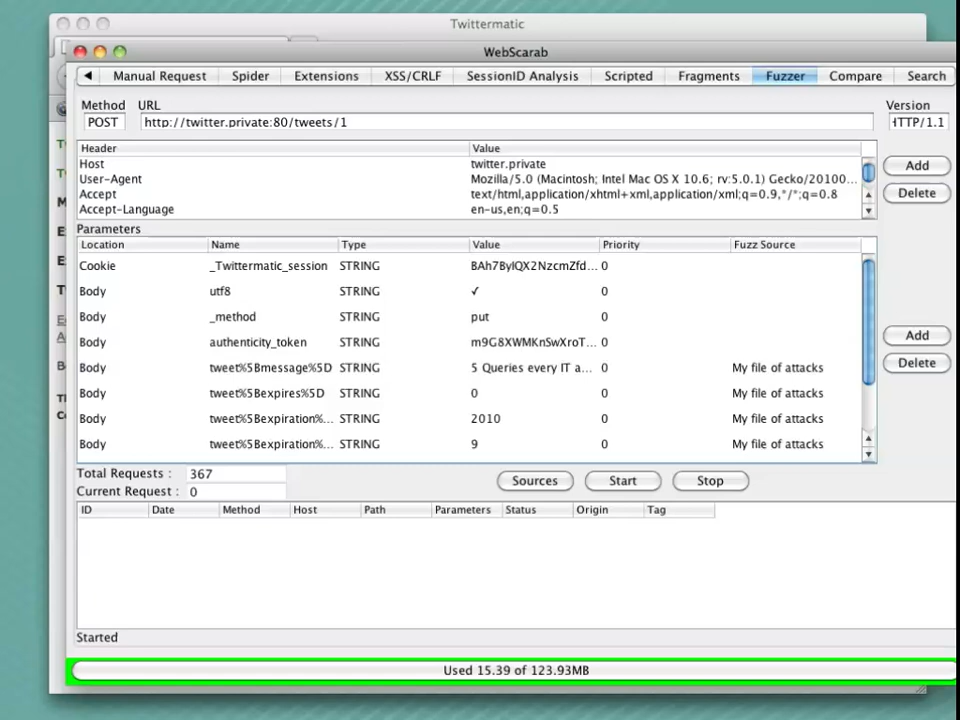 Twittermatic
WebScarab
Manual Request Spider Extensions XSS/CRLF SessionID Analysis Scripted Fragments Fuzzer Compare Search
Method URL Version
POST http://twitter.private:80/tweets/1 HTTP/1.1
Header Value
Host twitter.private
User-Agent Mozilla/5.0 (Macintosh; Intel Mac OS X 10.6; rv:5.0.1) Gecko/20100...
Accept text/html,application/xhtml+xml,application/xml;q=0.9,*/*;q=0.8
Accept-Language en-us,en;q=0.5
Add
Delete
Parameters
Location Name Type Value Priority Fuzz Source
Cookie _Twittermatic_session STRING BAh7ByIQX2NzcmZfd... 0
Body utf8 STRING ✓ 0
Body _method STRING put 0
Body authenticity_token STRING m9G8XWMKnSwXroT... 0
Body tweet%5Bmessage%5D STRING 5 Queries every IT a... 0 My file of attacks
Body tweet%5Bexpires%5D STRING 0 0 My file of attacks
Body tweet%5Bexpiration%... STRING 2010 0 My file of attacks
Body tweet%5Bexpiration%... STRING 9 0 My file of attacks
Add
Delete
Total Requests : 367
Current Request : 0
Sources Start Stop
ID Date Method Host Path Parameters Status Origin Tag
Started
Used 15.39 of 123.93MB